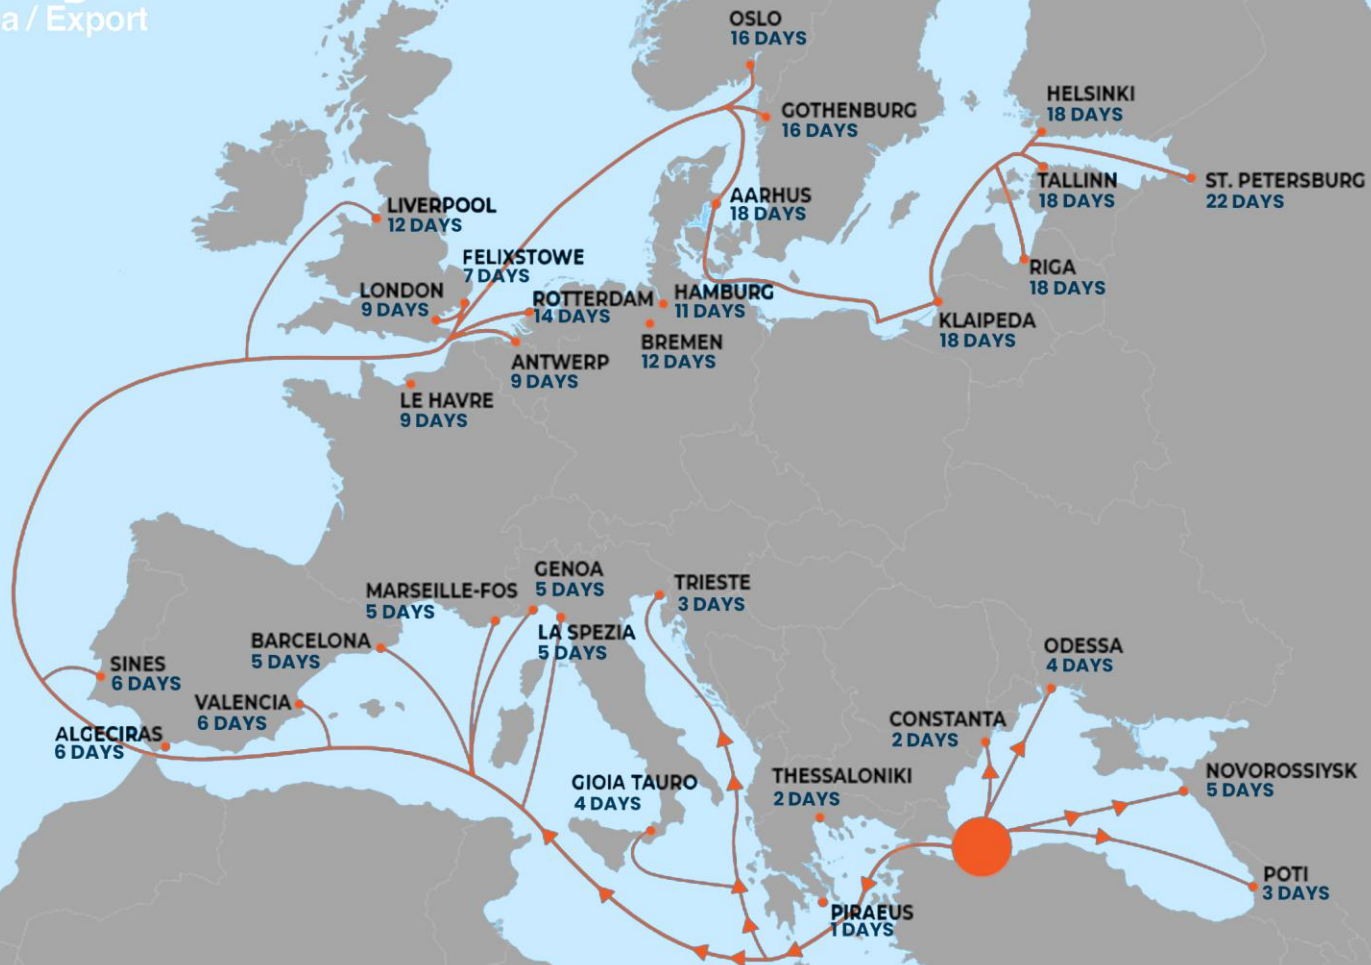 a / Export
OSLO
16 DAYS
GOTHENBURG
16 DAYS
HELSINKI
18 DAYS
TALLINN
18 DAYS
ST. PETERSBURG
22 DAYS
AARHUS
18 DAYS
LIVERPOOL
12 DAYS
FELIXSTOWE
7 DAYS
LONDON
9 DAYS
ROTTERDAM
14 DAYS
HAMBURG
11 DAYS
BREMEN
12 DAYS
RIGA
18 DAYS
KLAIPEDA
18 DAYS
ANTWERP
9 DAYS
LE HAVRE
9 DAYS
GENOA
5 DAYS
MARSEILLE-FOS
5 DAYS
TRIESTE
3 DAYS
LA SPEZIA
5 DAYS
BARCELONA
5 DAYS
SINES
6 DAYS
VALENCIA
6 DAYS
ALGECIRAS
6 DAYS
ODESSA
4 DAYS
CONSTANTA
2 DAYS
GIOIA TAURO
4 DAYS
THESSALONIKI
2 DAYS
NOVOROSSIYSK
5 DAYS
POTI
3 DAYS
PIRAEUS
1 DAYS